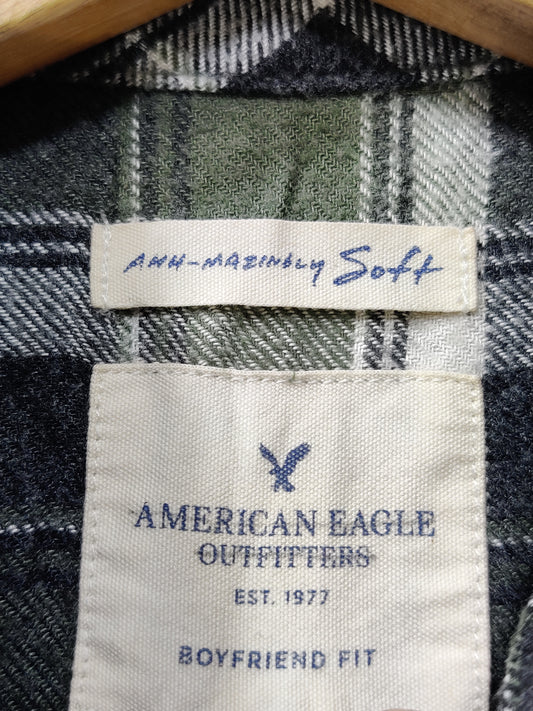 AHH-MAZINGLY Soft
AMERICAN EAGLE
OUTFITTERS
EST. 1977
BOYFRIEND FIT